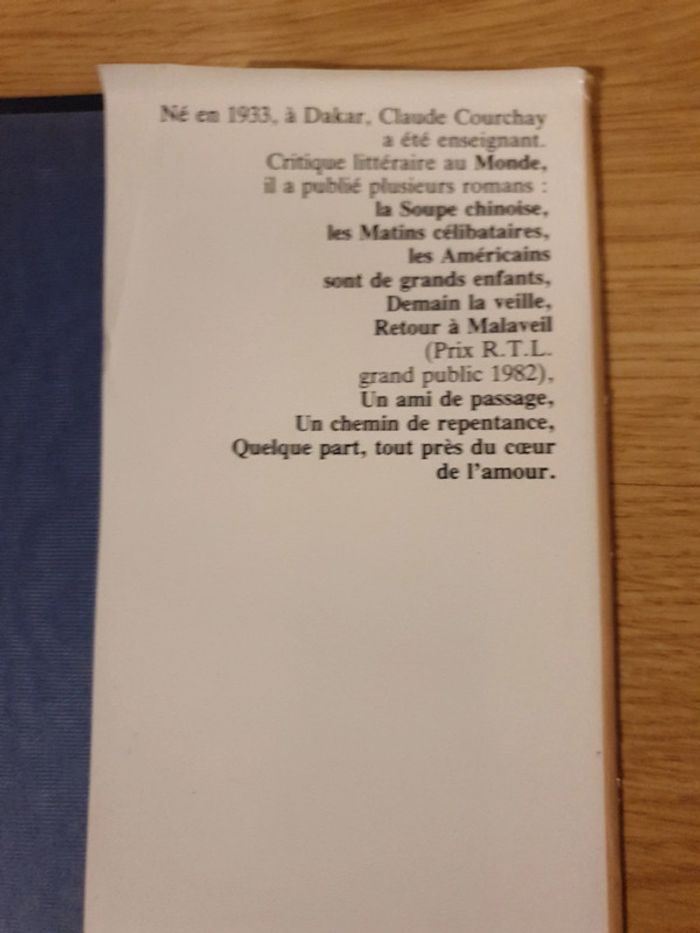 Né en 1933, à Dakar, Claude Courchay
a été enseignant.
Critique littéraire au Monde,
il a publié plusieurs romans :
la Soupe chinoise,
les Matins célibataires,
les Américains
sont de grands enfants,
Demain la veille,
Retour à Malaveil
(Prix R.T.L.
grand public 1982),
Un ami de passage,
Un chemin de repentance,
Quelque part, tout près du cœur
de l'amour.